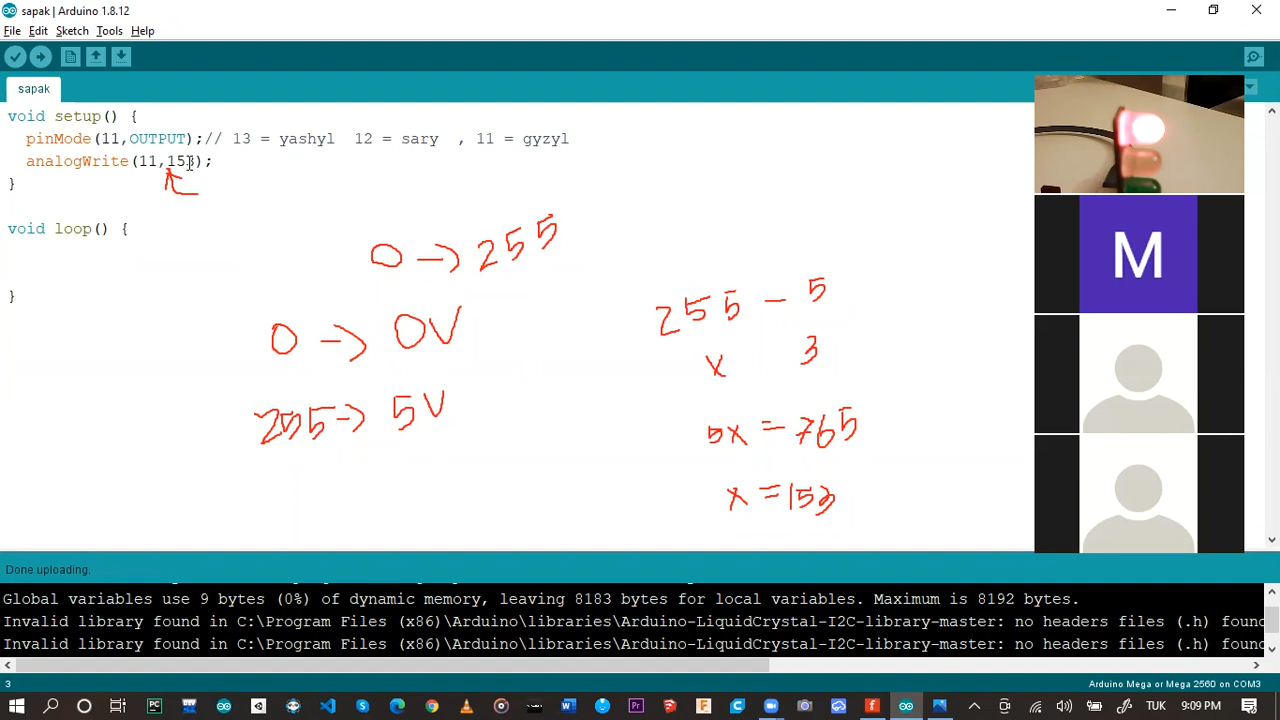 sapak | Arduino 1.8.12
File Edit Sketch Tools Help
sapak
void setup() {
pinMode(11,OUTPUT);// 13 = yashyl 12 = sary , 11 = gyzyl
analogWrite(11,153);
}
void loop() {
}
0 -> 255
0 -> 0V
255 -> 5V
255 - 5
x 3
5x = 765
x = 153
M
Done uploading.
Global variables use 9 bytes (0%) of dynamic memory, leaving 8183 bytes for local variables. Maximum is 8192 bytes.
Invalid library found in C:\Program Files (x86)\Arduino\libraries\Arduino-LiquidCrystal-I2C-library-master: no headers files (.h) found
Invalid library found in C:\Program Files (x86)\Arduino\libraries\Arduino-LiquidCrystal-I2C-library-master: no headers files (.h) found
3 Arduino Mega or Mega 2560 on COM3
TUK 9:09 PM